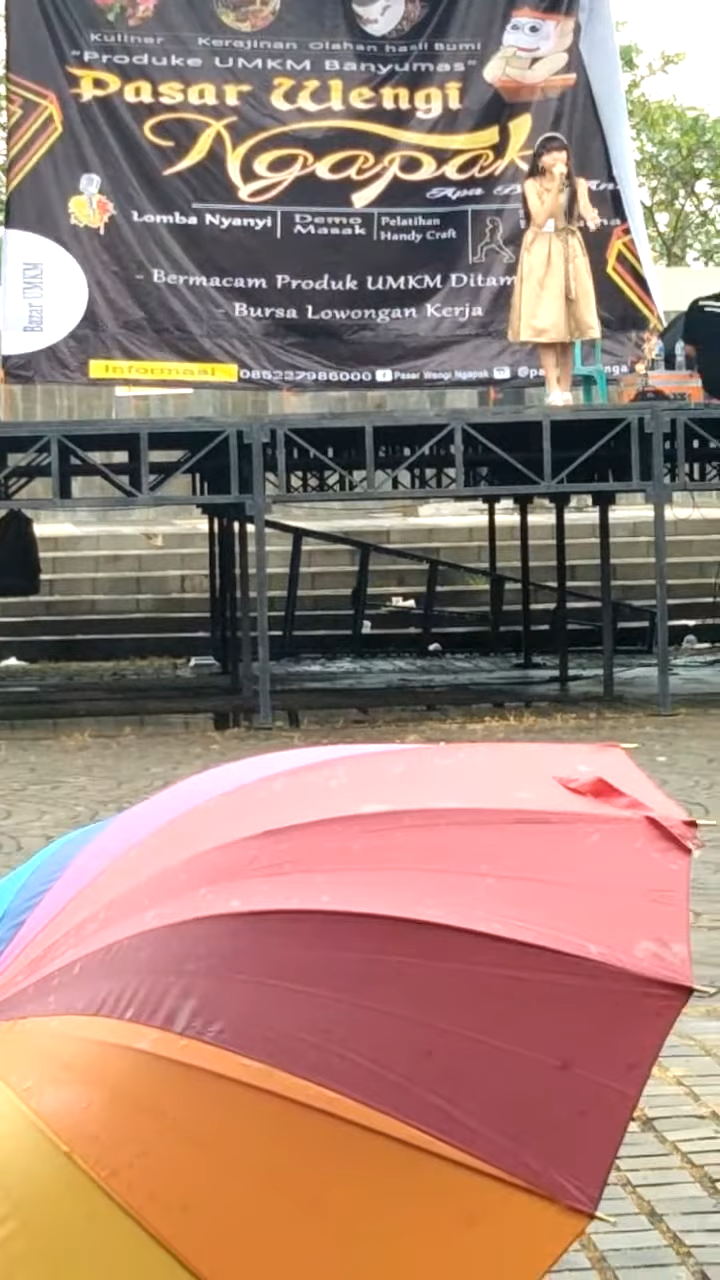 Kuliner Kerajinan Olahan hasil Bumi
"Produke UMKM Banyumas"
Pasar Wengi
Ngapak
Apa
Lomba Nyanyi
Demo
Masak
Pelatihan
Handy Craft
- Bermacam Produk UMKM
- Bursa Lowongan Kerja
Bazar UMKM
Informasi 085227986000 Pasar Wengi Ngapak